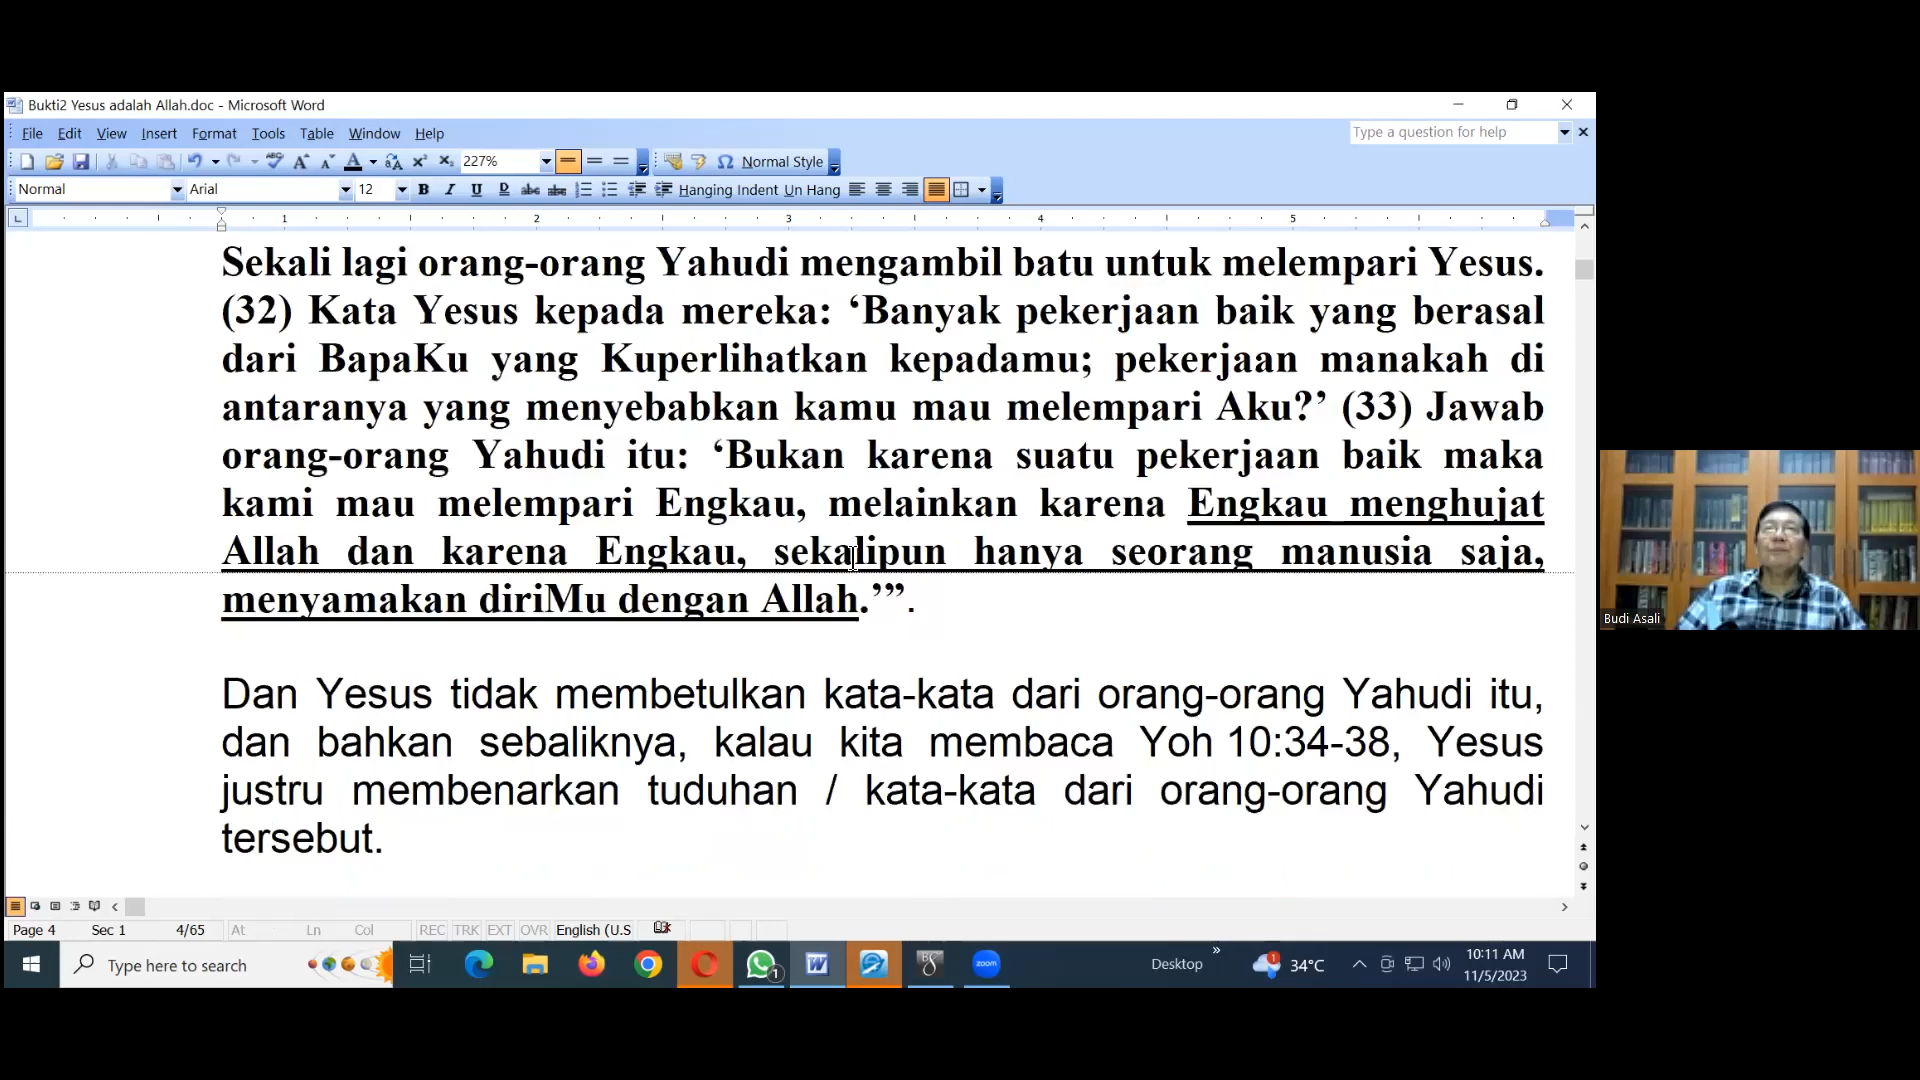 Bukti2 Yesus adalah Allah.doc - Microsoft Word
File Edit View Insert Format Tools Table Window Help
Type a question for help
227%
Normal Style
Normal
Arial
12
Hanging Indent Un Hang
1 2 3 4 5
Sekali lagi orang-orang Yahudi mengambil batu untuk melempari Yesus.
(32) Kata Yesus kepada mereka: ‘Banyak pekerjaan baik yang berasal
dari BapaKu yang Kuperlihatkan kepadamu; pekerjaan manakah di
antaranya yang menyebabkan kamu mau melempari Aku?’ (33) Jawab
orang-orang Yahudi itu: ‘Bukan karena suatu pekerjaan baik maka
kami mau melempari Engkau, melainkan karena Engkau menghujat
Allah dan karena Engkau, sekalipun hanya seorang manusia saja,
menyamakan diriMu dengan Allah.’”.
Dan Yesus tidak membetulkan kata-kata dari orang-orang Yahudi itu,
dan bahkan sebaliknya, kalau kita membaca Yoh 10:34-38, Yesus
justru membenarkan tuduhan / kata-kata dari orang-orang Yahudi
tersebut.
Budi Asali
Page 4 Sec 1 4/65 At Ln Col REC TRK EXT OVR English (U.S
Type here to search
1
zoom
Desktop
1
34°C
10:11 AM
11/5/2023